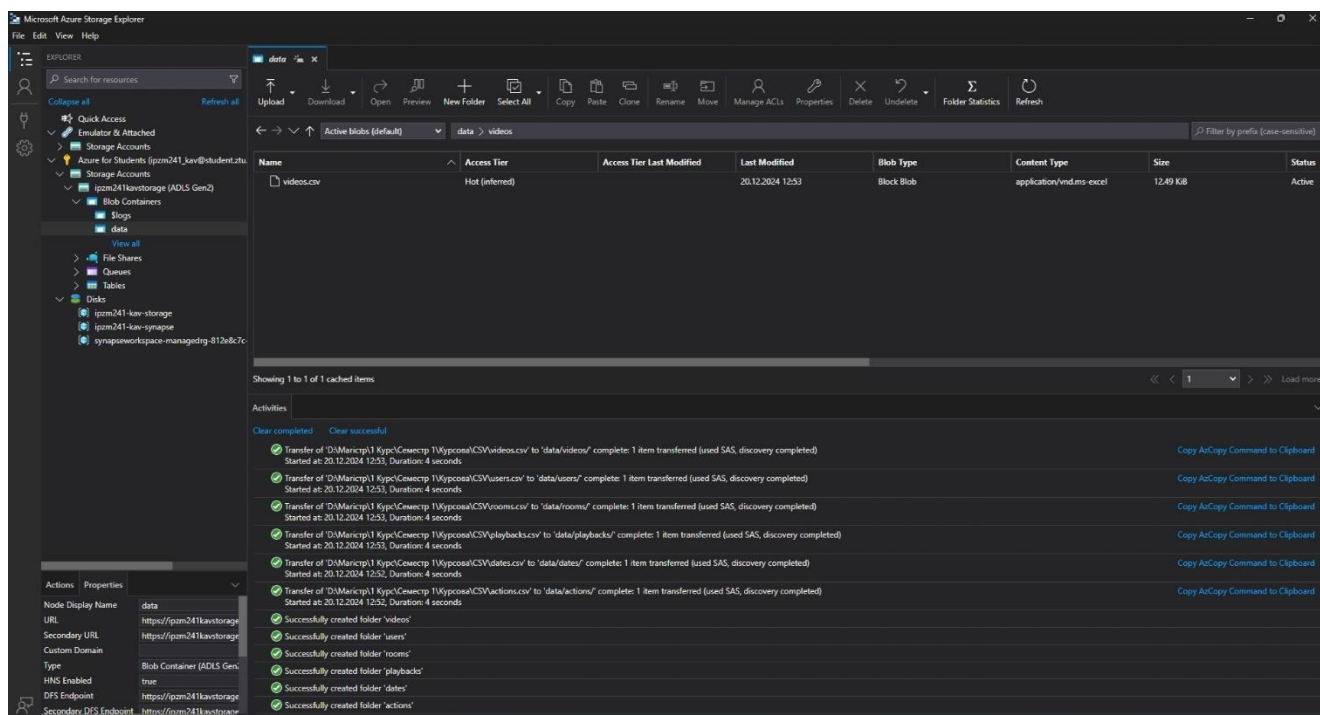 Microsoft Azure Storage Explorer
File Edit View Help
EXPLORER
Search for resources
Collapse all Refresh all
Quick Access
Emulator & Attached
Storage Accounts
Azure for Students (ipzm241_kav@student.ztu.
Storage Accounts
ipzm241kavstorage (ADLS Gen2)
Blob Containers
$logs
data
View all
File Shares
Queues
Tables
Disks
ipzm241-kav-storage
ipzm241-kav-synapse
synapseworkspace-managedrg-812e8c7c-
Actions Properties
Node Display Name data
URL https://ipzm241kavstorage
Secondary URL https://ipzm241kavstorage
Custom Domain
Type Blob Container (ADLS Gen2
HNS Enabled true
DFS Endpoint https://ipzm241kavstorage
Secondary DFS Endpoint https://ipzm241kavstorage
data
Upload Download Open Preview New Folder Select All Copy Paste Clone Rename Move Manage ACLs Properties Delete Undelete Folder Statistics Refresh
Active blobs (default) data > videos Filter by prefix (case-sensitive)
Name Access Tier Access Tier Last Modified Last Modified Blob Type Content Type Size Status
videos.csv Hot (inferred) 20.12.2024 12:53 Block Blob application/vnd.ms-excel 12.49 KiB Active
Showing 1 to 1 of 1 cached items 1 Load more
Activities
Clear completed Clear successful
Transfer of 'D:\Магістр\1 Курс\Семестр 1\Курсова\CSV\videos.csv' to 'data/videos/' complete: 1 item transferred (used SAS, discovery completed) Copy AzCopy Command to Clipboard
Started at: 20.12.2024 12:53, Duration: 4 seconds
Transfer of 'D:\Магістр\1 Курс\Семестр 1\Курсова\CSV\users.csv' to 'data/users/' complete: 1 item transferred (used SAS, discovery completed) Copy AzCopy Command to Clipboard
Started at: 20.12.2024 12:53, Duration: 4 seconds
Transfer of 'D:\Магістр\1 Курс\Семестр 1\Курсова\CSV\rooms.csv' to 'data/rooms/' complete: 1 item transferred (used SAS, discovery completed) Copy AzCopy Command to Clipboard
Started at: 20.12.2024 12:53, Duration: 4 seconds
Transfer of 'D:\Магістр\1 Курс\Семестр 1\Курсова\CSV\playbacks.csv' to 'data/playbacks/' complete: 1 item transferred (used SAS, discovery completed) Copy AzCopy Command to Clipboard
Started at: 20.12.2024 12:53, Duration: 4 seconds
Transfer of 'D:\Магістр\1 Курс\Семестр 1\Курсова\CSV\dates.csv' to 'data/dates/' complete: 1 item transferred (used SAS, discovery completed) Copy AzCopy Command to Clipboard
Started at: 20.12.2024 12:52, Duration: 4 seconds
Transfer of 'D:\Магістр\1 Курс\Семестр 1\Курсова\CSV\actions.csv' to 'data/actions/' complete: 1 item transferred (used SAS, discovery completed) Copy AzCopy Command to Clipboard
Started at: 20.12.2024 12:52, Duration: 4 seconds
Successfully created folder 'videos'
Successfully created folder 'users'
Successfully created folder 'rooms'
Successfully created folder 'playbacks'
Successfully created folder 'dates'
Successfully created folder 'actions'